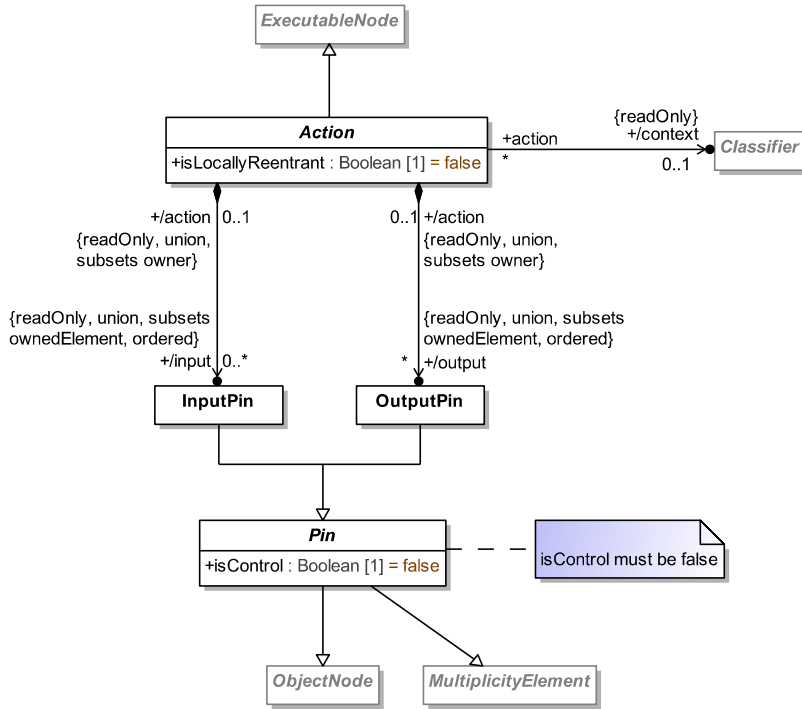 ExecutableNode
Action
+isLocallyReentrant : Boolean [1] = false
+action
*
{readOnly}
+/context
0..1
Classifier
+/action
0..1
{readOnly, union,
subsets owner}
0..1
+/action
{readOnly, union,
subsets owner}
{readOnly, union, subsets
ownedElement, ordered}
+/input
0..*
{readOnly, union, subsets
ownedElement, ordered}
*
+/output
InputPin
OutputPin
Pin
+isControl : Boolean [1] = false
isControl must be false
ObjectNode
MultiplicityElement